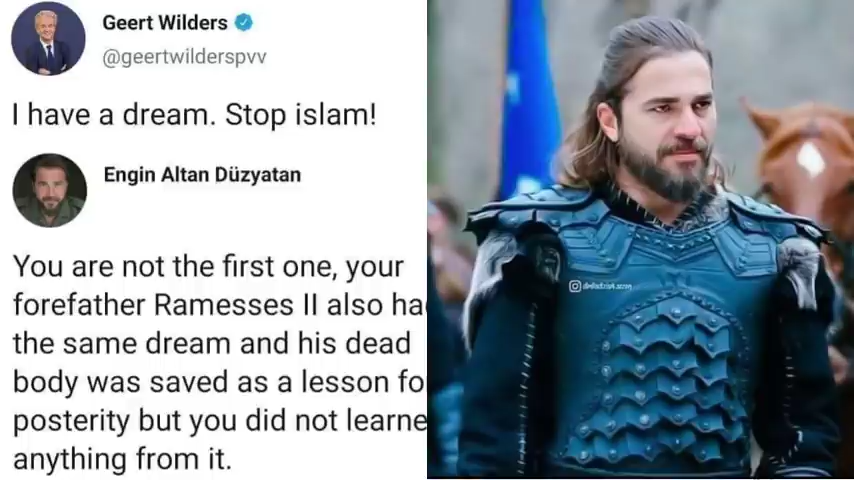 Geert Wilders
@geertwilderspvv
I have a dream. Stop islam!
Engin Altan Düzyatan
You are not the first one, your
forefather Ramesses II also ha
the same dream and his dead
body was saved as a lesson fo
posterity but you did not learne
anything from it.